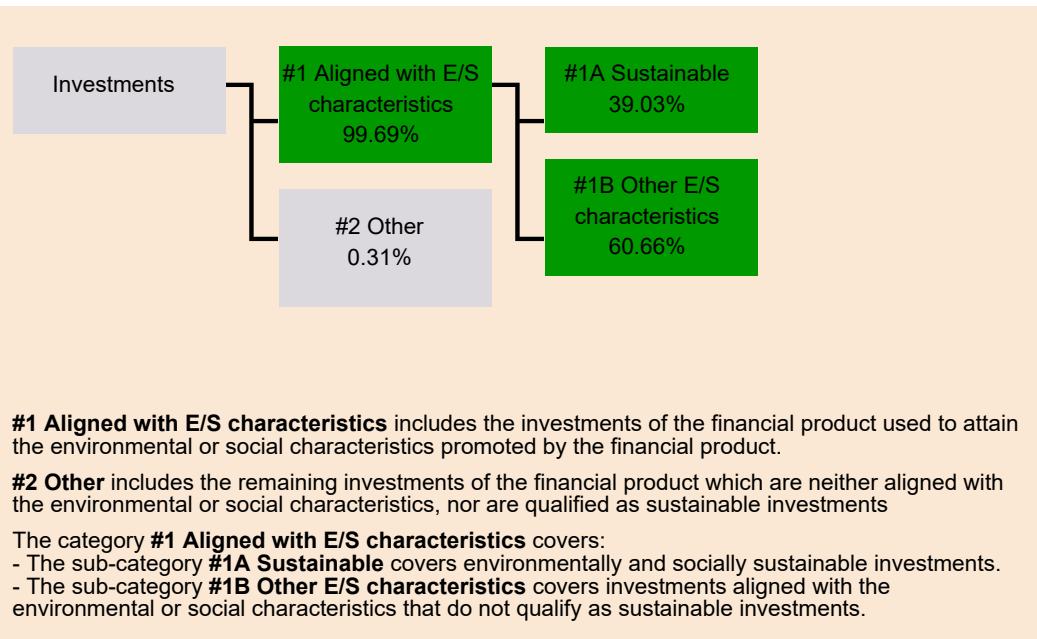 Investments
#1 Aligned with E/S
characteristics
99.69%
#2 Other
0.31%
#1A Sustainable
39.03%
#1B Other E/S
characteristics
60.66%
#1 Aligned with E/S characteristics includes the investments of the financial product used to attain
the environmental or social characteristics promoted by the financial product.
#2 Other includes the remaining investments of the financial product which are neither aligned with
the environmental or social characteristics, nor are qualified as sustainable investments
The category #1 Aligned with E/S characteristics covers:
- The sub-category #1A Sustainable covers environmentally and socially sustainable investments.
- The sub-category #1B Other E/S characteristics covers investments aligned with the
environmental or social characteristics that do not qualify as sustainable investments.